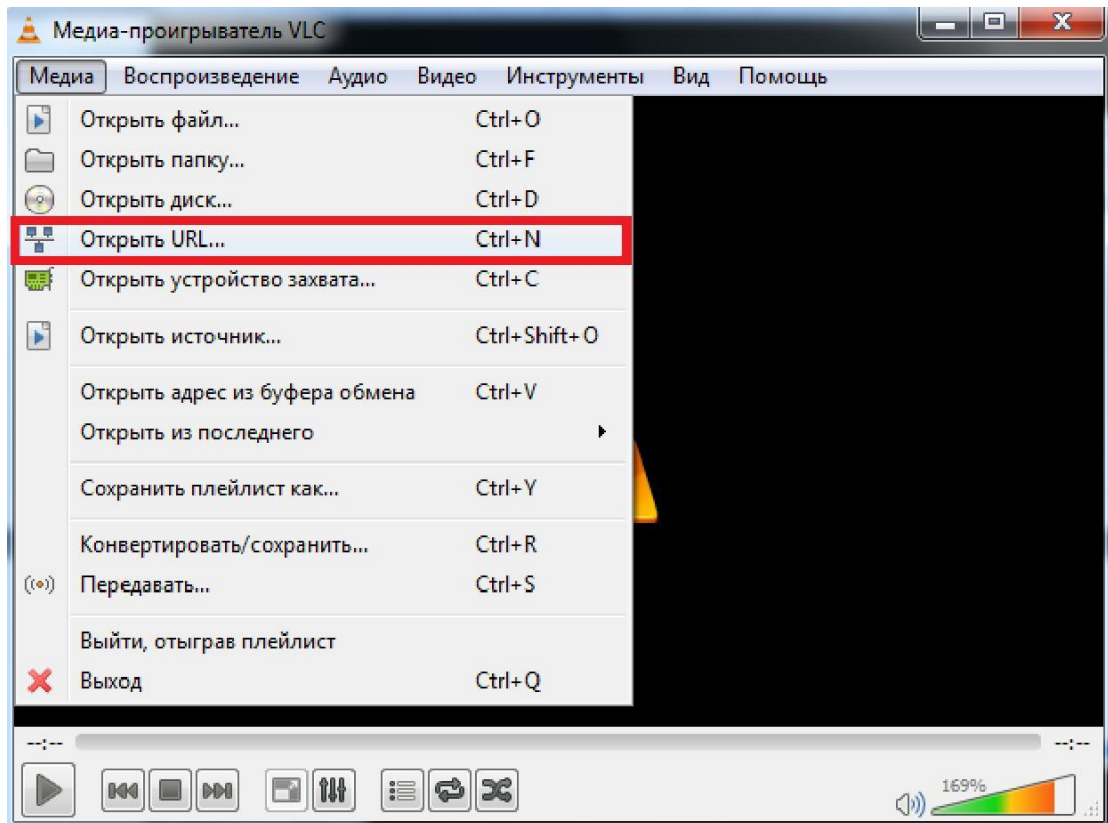 Медиа-проигрыватель VLC
Медиа Воспроизведение Аудио Видео Инструменты Вид Помощь
Открыть файл... Ctrl+O
Открыть папку... Ctrl+F
Открыть диск... Ctrl+D
Открыть URL... Ctrl+N
Открыть устройство захвата... Ctrl+C
Открыть источник... Ctrl+Shift+O
Открыть адрес из буфера обмена Ctrl+V
Открыть из последнего
Сохранить плейлист как... Ctrl+Y
Конвертировать/сохранить... Ctrl+R
Передавать... Ctrl+S
Выйти, отыграв плейлист
Выход Ctrl+Q
--:-- --:--
169%